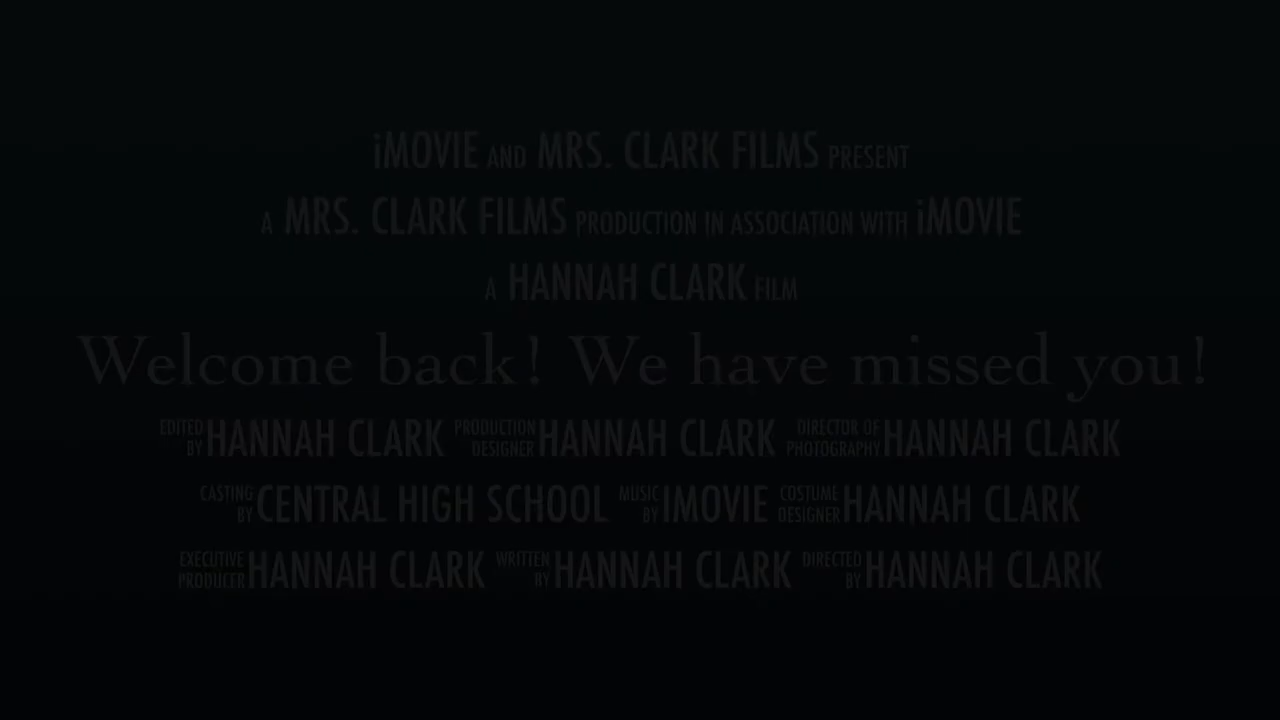 iMOVIE AND MRS. CLARK FILMS PRESENT
A MRS. CLARK FILMS PRODUCTION IN ASSOCIATION WITH iMOVIE
A HANNAH CLARK FILM
Welcome back! We have missed you!
EDITED BY HANNAH CLARK PRODUCTION DESIGNER HANNAH CLARK DIRECTOR OF PHOTOGRAPHY HANNAH CLARK
CASTING BY CENTRAL HIGH SCHOOL MUSIC BY IMOVIE COSTUME DESIGNER HANNAH CLARK
EXECUTIVE PRODUCER HANNAH CLARK WRITTEN BY HANNAH CLARK DIRECTED BY HANNAH CLARK